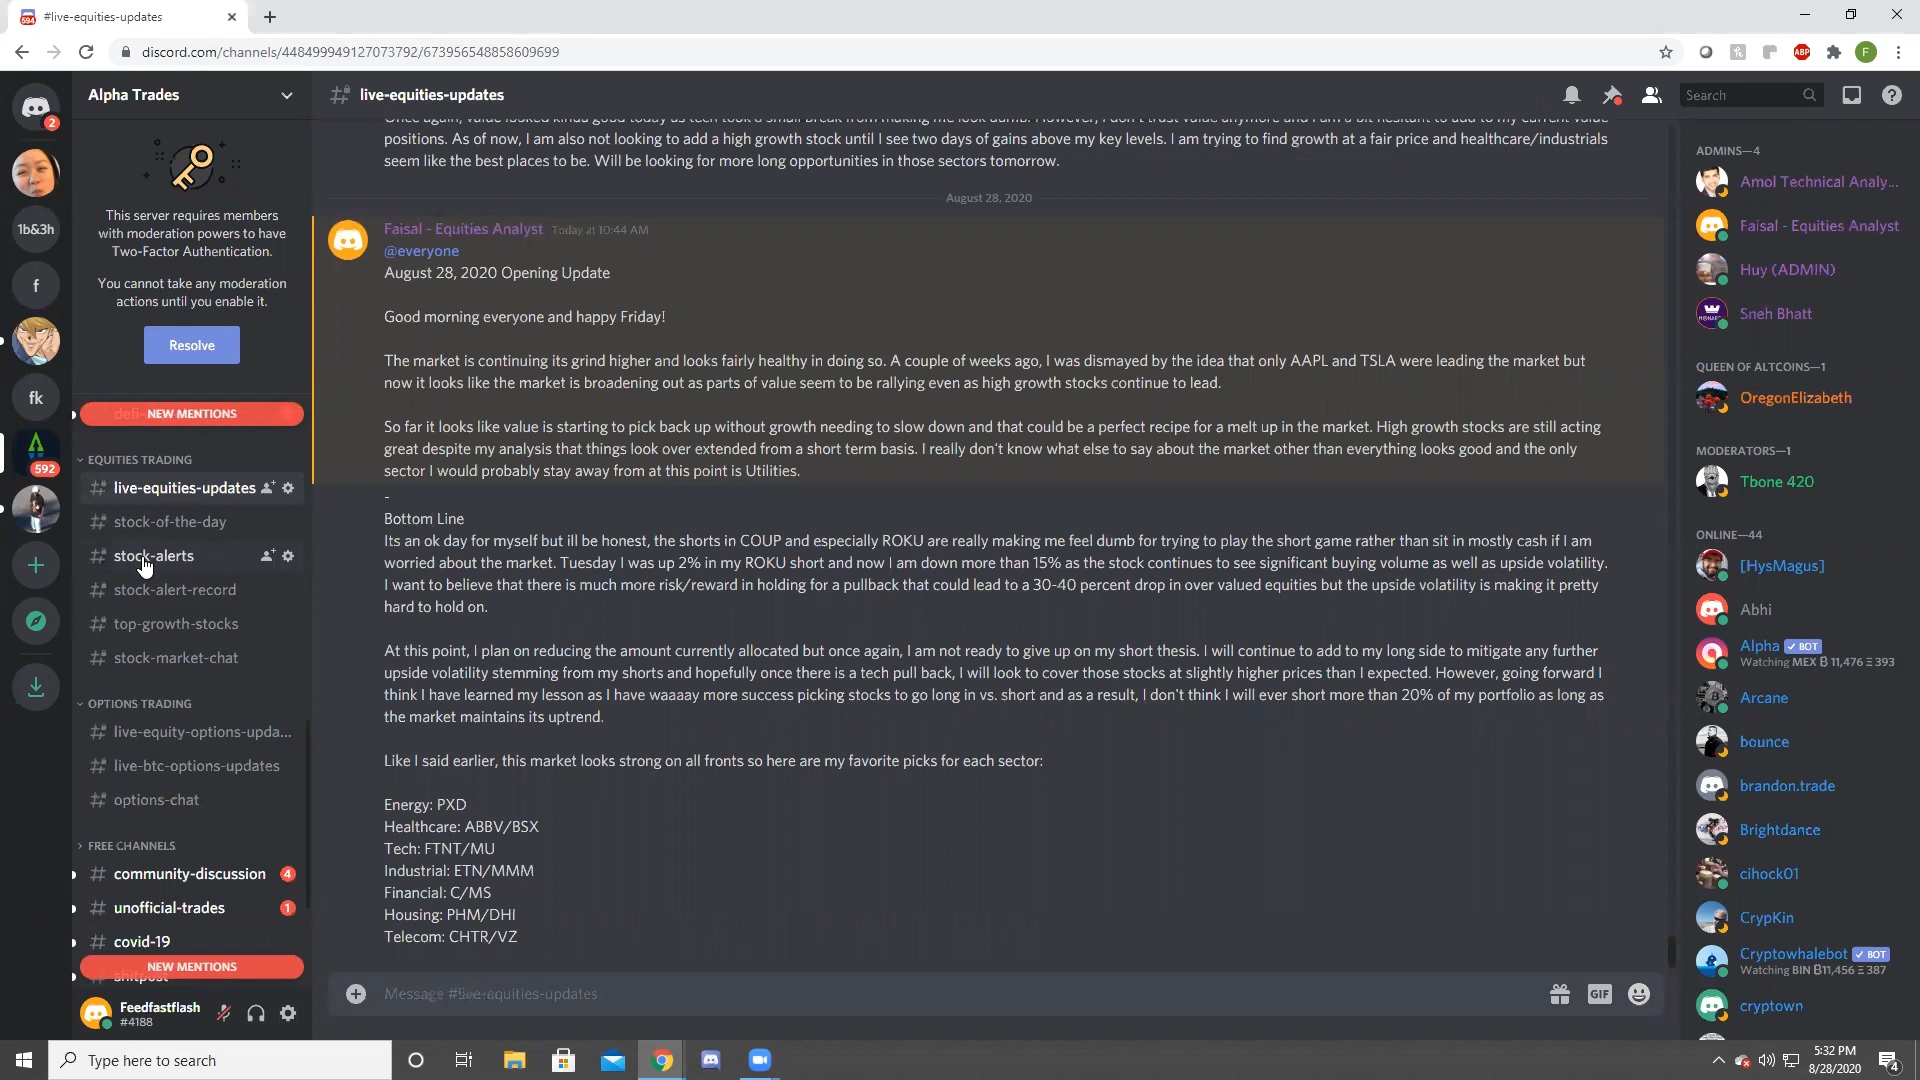 594
#live-equities-updates
discord.com/channels/448499949127073792/673956548858609699
ABP
F
2
1b&3h
f
fk
592
Alpha Trades
This server requires members
with moderation powers to have
Two-Factor Authentication.
You cannot take any moderation
actions until you enable it.
Resolve
NEW MENTIONS
EQUITIES TRADING
live-equities-updates
stock-of-the-day
stock-alerts
stock-alert-record
top-growth-stocks
stock-market-chat
OPTIONS TRADING
live-equity-options-upda...
live-btc-options-updates
options-chat
FREE CHANNELS
community-discussion 4
unofficial-trades 1
covid-19
NEW MENTIONS
Feedfastflash
#4188
live-equities-updates
Search
positions. As of now, I am also not looking to add a high growth stock until I see two days of gains above my key levels. I am trying to find growth at a fair price and healthcare/industrials
seem like the best places to be. Will be looking for more long opportunities in those sectors tomorrow.
August 28, 2020
Faisal - Equities Analyst Today at 10:44 AM
@everyone
August 28, 2020 Opening Update
Good morning everyone and happy Friday!
The market is continuing its grind higher and looks fairly healthy in doing so. A couple of weeks ago, I was dismayed by the idea that only AAPL and TSLA were leading the market but
now it looks like the market is broadening out as parts of value seem to be rallying even as high growth stocks continue to lead.
So far it looks like value is starting to pick back up without growth needing to slow down and that could be a perfect recipe for a melt up in the market. High growth stocks are still acting
great despite my analysis that things look over extended from a short term basis. I really don't know what else to say about the market other than everything looks good and the only
sector I would probably stay away from at this point is Utilities.
-
Bottom Line
Its an ok day for myself but ill be honest, the shorts in COUP and especially ROKU are really making me feel dumb for trying to play the short game rather than sit in mostly cash if I am
worried about the market. Tuesday I was up 2% in my ROKU short and now I am down more than 15% as the stock continues to see significant buying volume as well as upside volatility.
I want to believe that there is much more risk/reward in holding for a pullback that could lead to a 30-40 percent drop in over valued equities but the upside volatility is making it pretty
hard to hold on.
At this point, I plan on reducing the amount currently allocated but once again, I am not ready to give up on my short thesis. I will continue to add to my long side to mitigate any further
upside volatility stemming from my shorts and hopefully once there is a tech pull back, I will look to cover those stocks at slightly higher prices than I expected. However, going forward I
think I have learned my lesson as I have waaaay more success picking stocks to go long in vs. short and as a result, I don't think I will ever short more than 20% of my portfolio as long as
the market maintains its uptrend.
Like I said earlier, this market looks strong on all fronts so here are my favorite picks for each sector:
Energy: PXD
Healthcare: ABBV/BSX
Tech: FTNT/MU
Industrial: ETN/MMM
Financial: C/MS
Housing: PHM/DHI
Telecom: CHTR/VZ
Message #live-equities-updates
GIF
ADMINS—4
Amol Technical Analy...
Faisal - Equities Analyst
Huy (ADMIN)
Sneh Bhatt
QUEEN OF ALTCOINS—1
OregonElizabeth
MODERATORS—1
Tbone 420
ONLINE—44
[HysMagus]
Abhi
Alpha BOT
Watching MEX ₿ 11,476 Ξ 393
Arcane
bounce
brandon.trade
Brightdance
cihock01
CrypKin
Cryptowhalebot BOT
Watching BIN ₿11,456 Ξ 387
cryptown
Type here to search
5:32 PM
8/28/2020
4